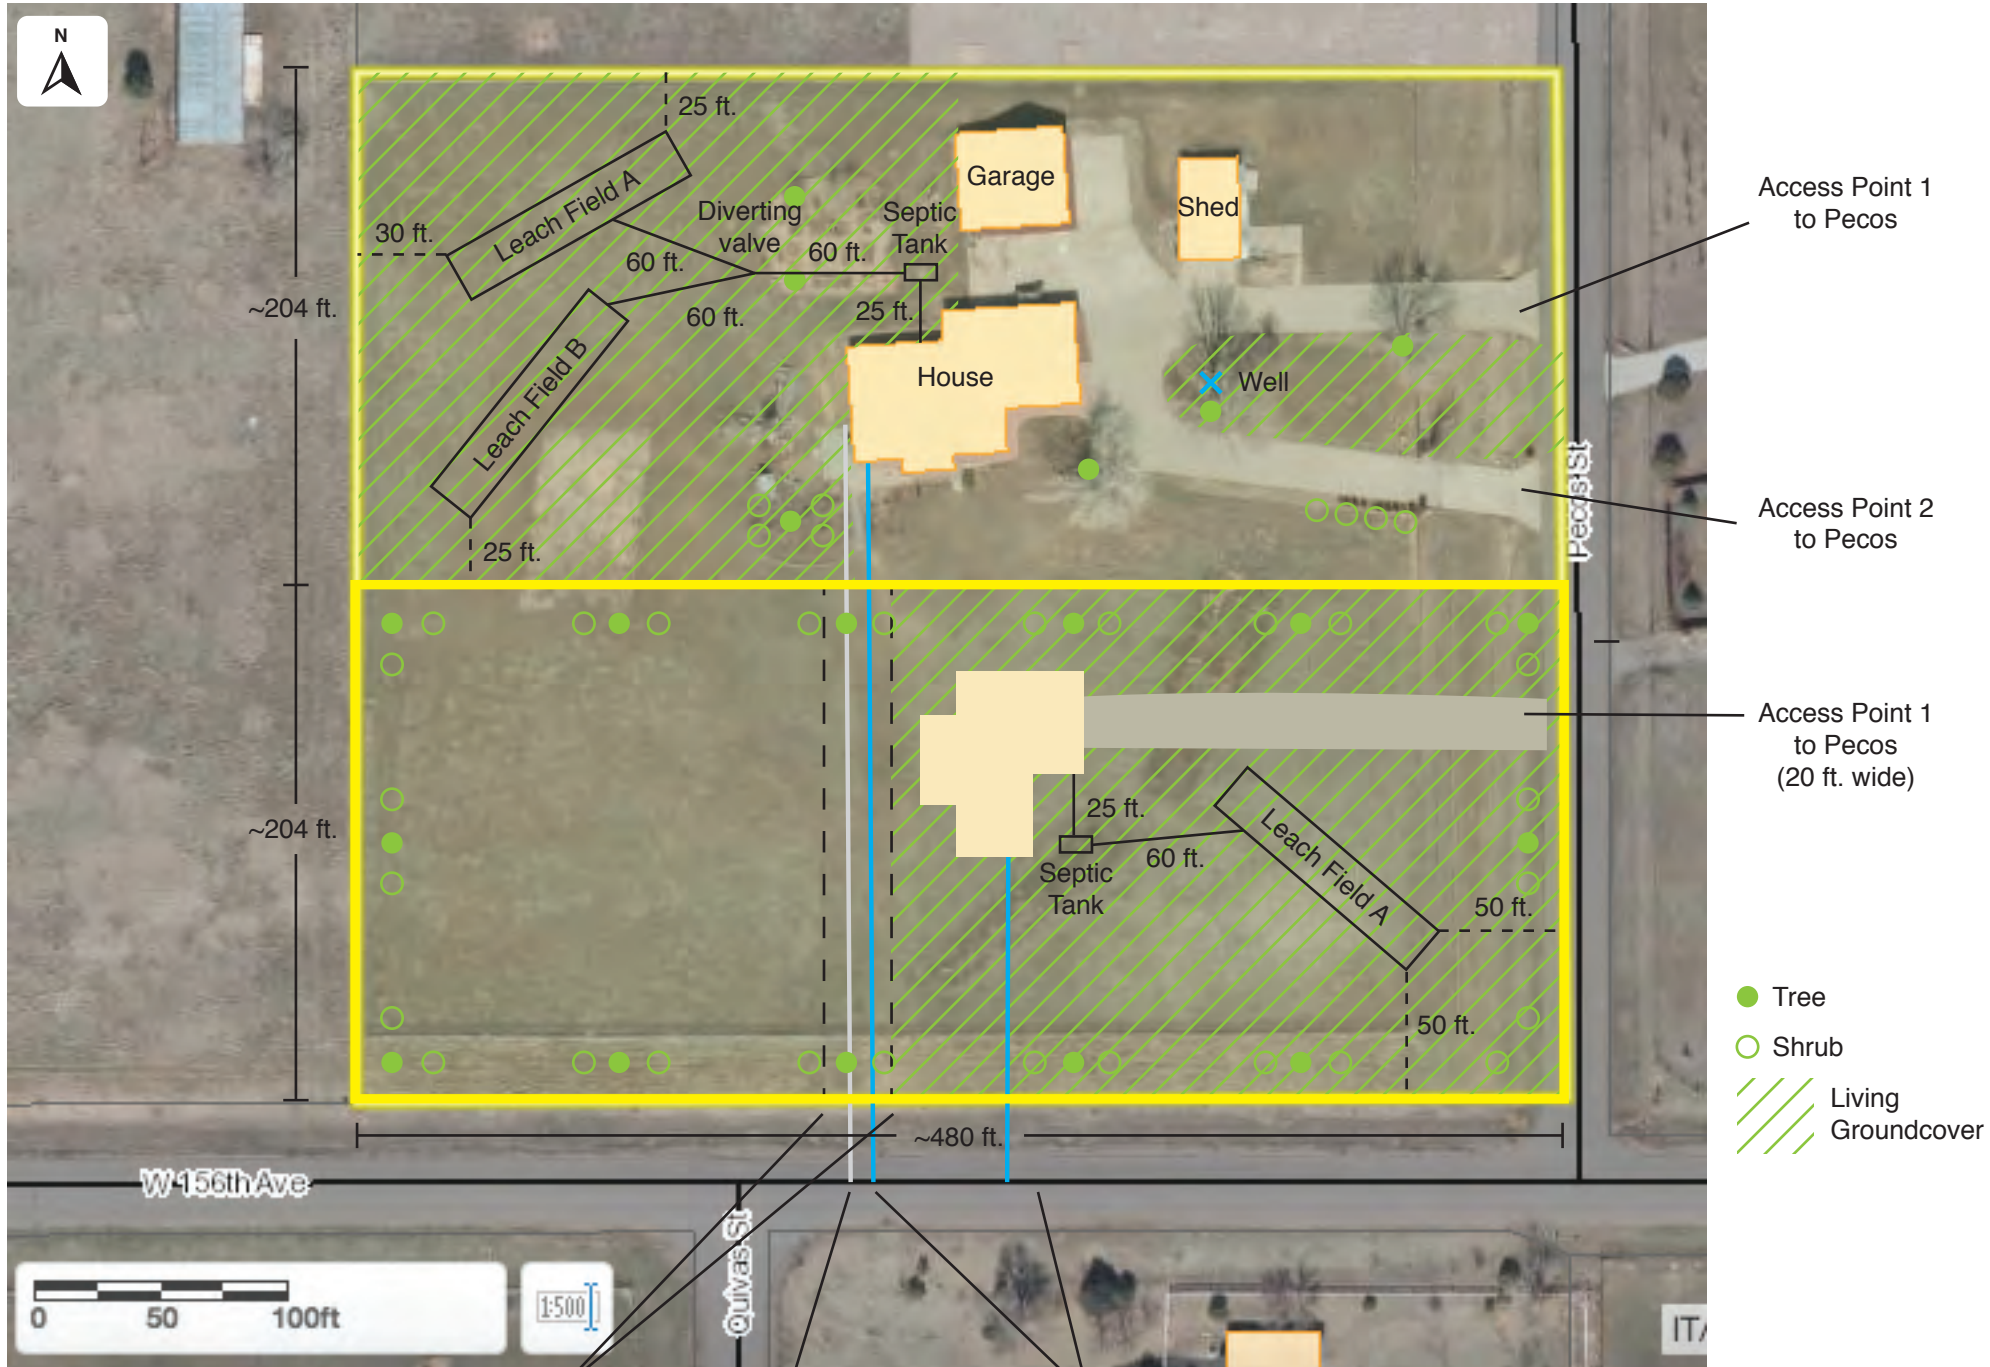 N
25 ft.
Garage
Access Point 1
to Pecos
Leach Field A
Shed
Diverting
valve
Septic
Tank
30 ft.
60 ft.
60 ft.
~204 ft.
25 ft.
60 ft.
Leach Field B
House
Well
Pecos St
Access Point 2
to Pecos
25 ft.
Access Point 1
to Pecos
(20 ft. wide)
~204 ft.
25 ft.
Leach Field A
60 ft.
Septic
Tank
50 ft.
50 ft.
Tree
Shrub
Living
Groundcover
~480 ft.
W 156th Ave
Quivas St
0 50 100ft
1:500